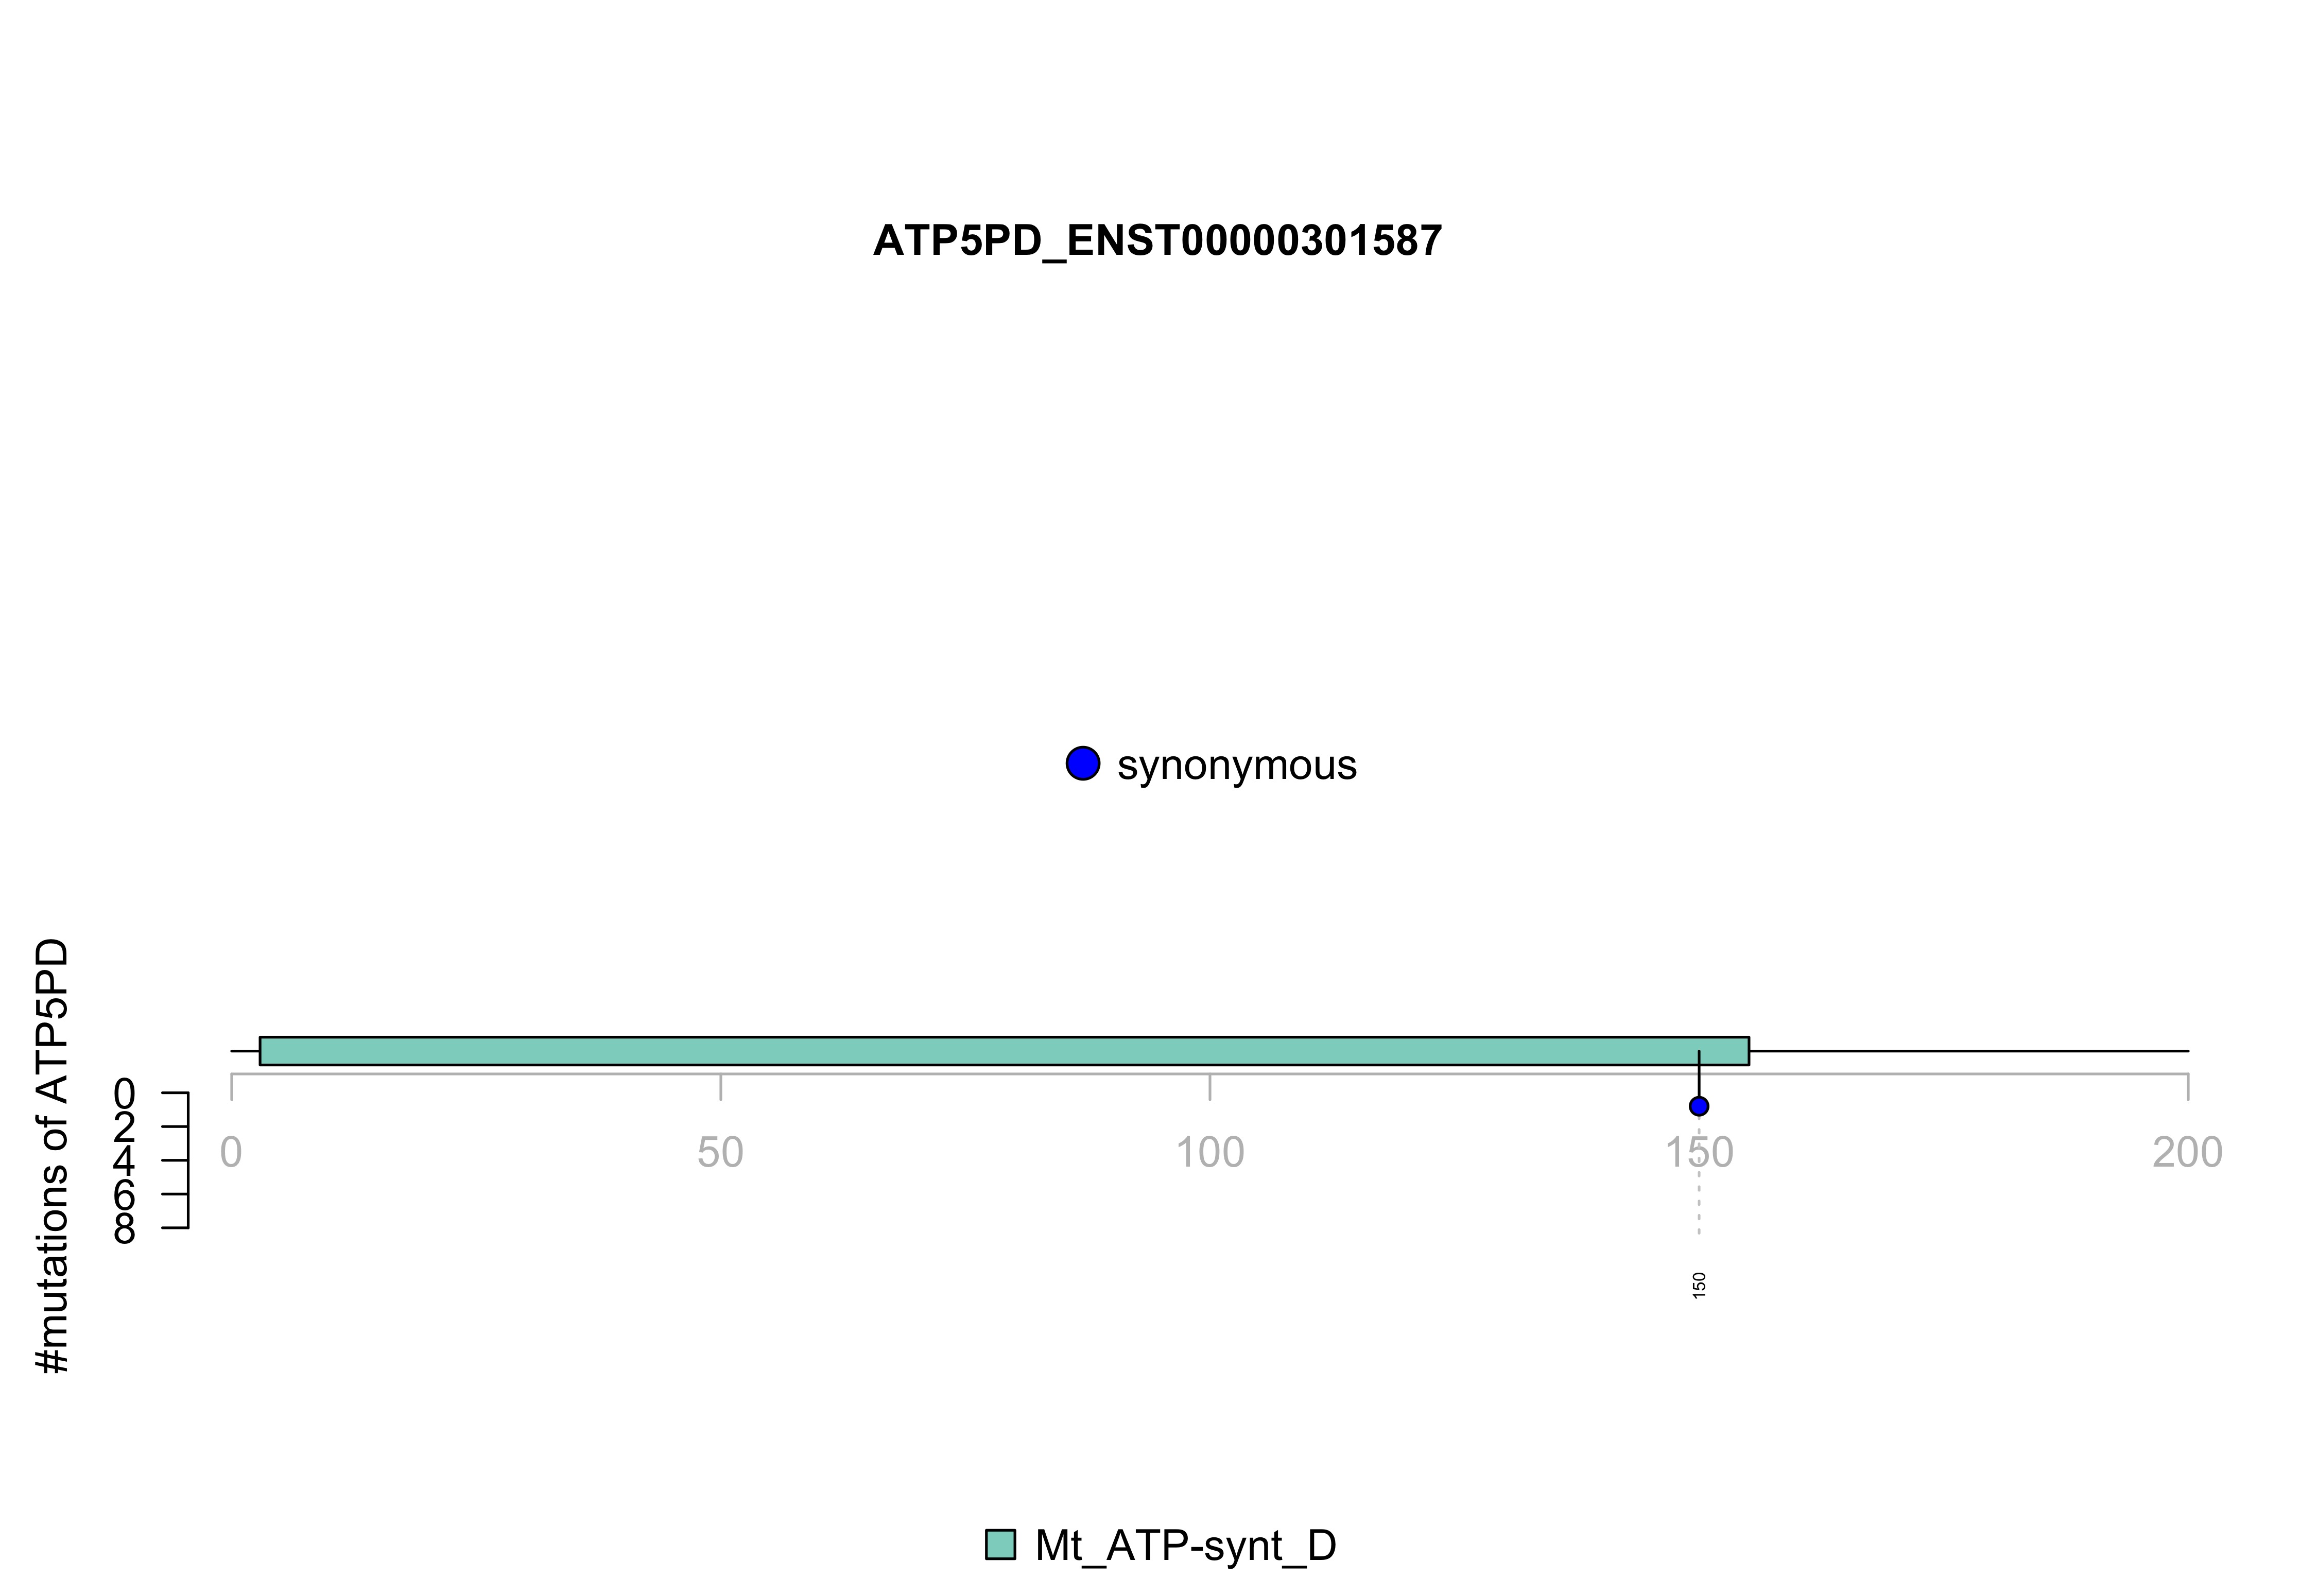 ATP5PD_ENST00000301587
synonymous
#mutations of ATP5PD
0
2
4
6
8
0 50 100 150 200
150
Mt_ATP-synt_D